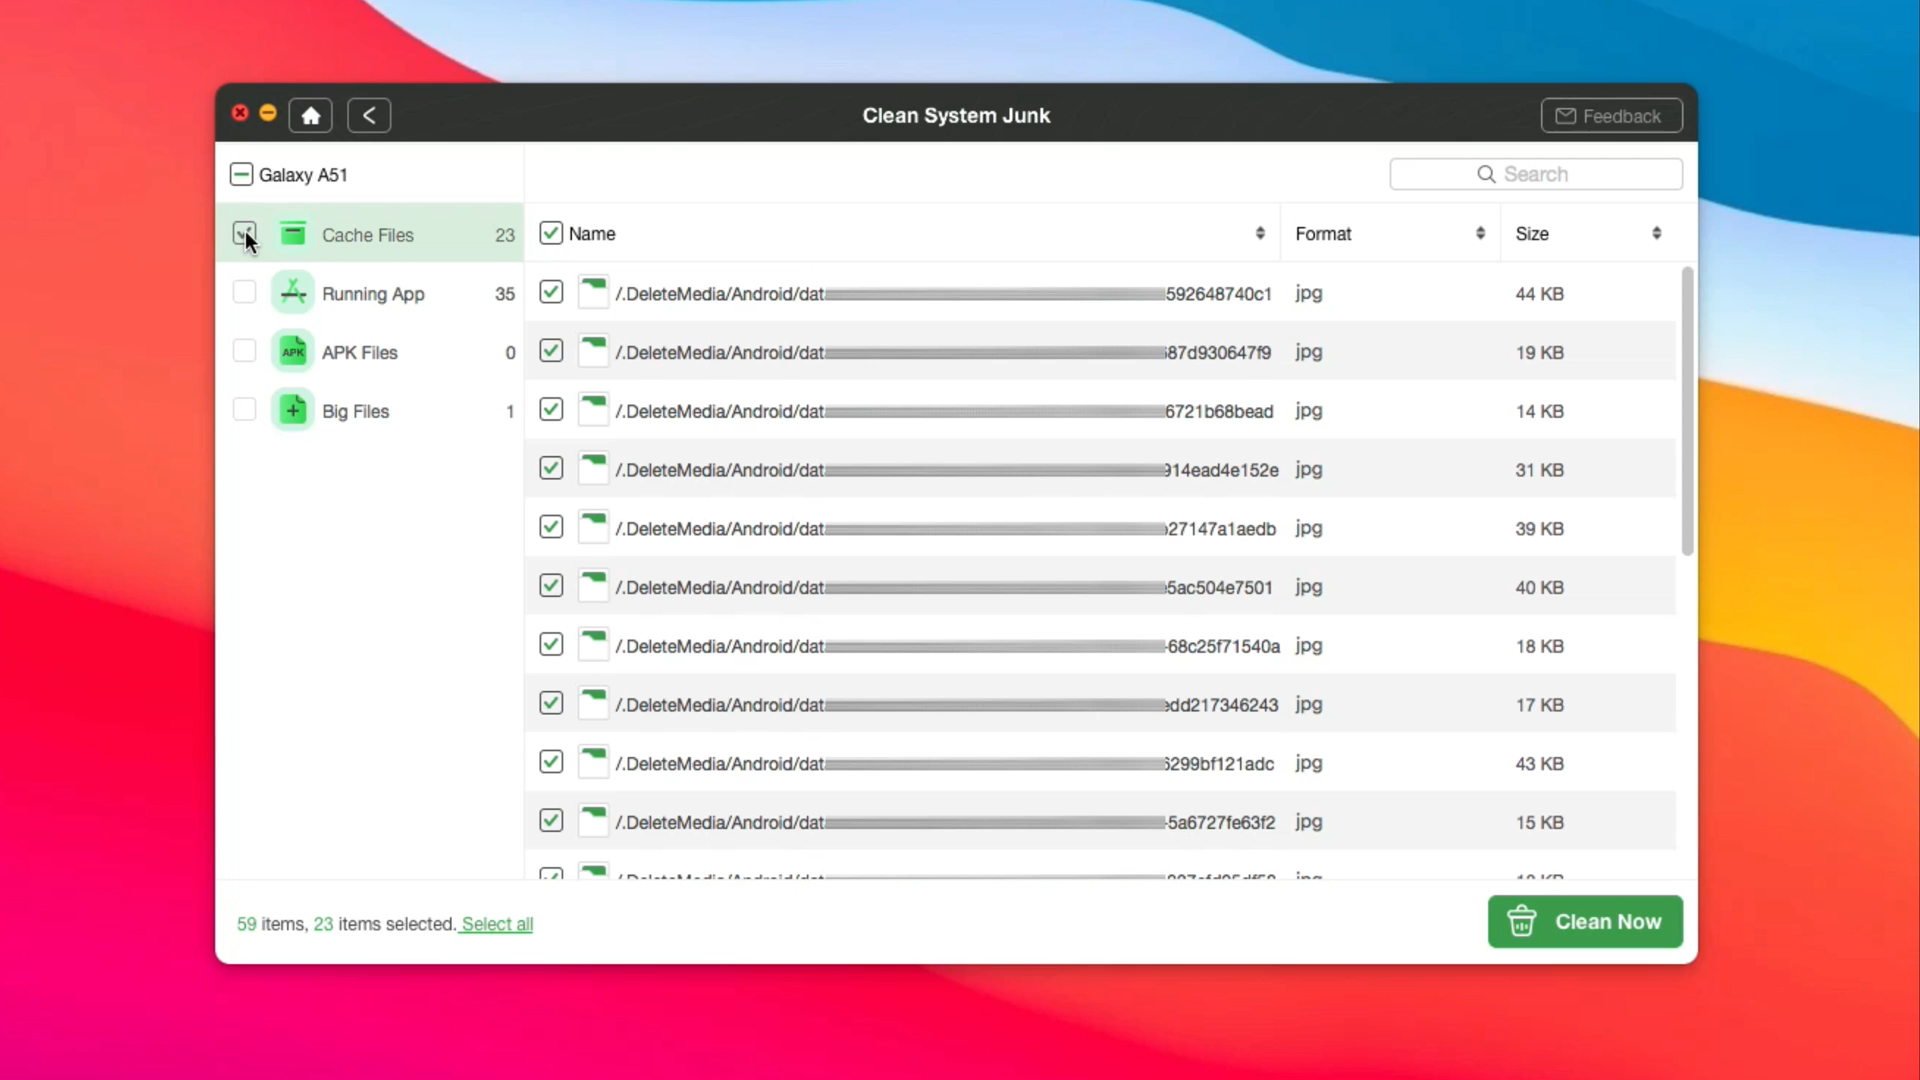 Clean System Junk
Feedback
Galaxy A51
Search
Cache Files 23
Name Format Size
Running App 35
/.DeleteMedia/Android/dat 592648740c1 jpg 44 KB
APK APK Files 0
/.DeleteMedia/Android/dat 87d930647f9 jpg 19 KB
Big Files 1
/.DeleteMedia/Android/dat 6721b68bead jpg 14 KB
/.DeleteMedia/Android/dat 914ead4e152e jpg 31 KB
/.DeleteMedia/Android/dat 27147a1aedb jpg 39 KB
/.DeleteMedia/Android/dat 5ac504e7501 jpg 40 KB
/.DeleteMedia/Android/dat -68c25f71540a jpg 18 KB
/.DeleteMedia/Android/dat edd217346243 jpg 17 KB
/.DeleteMedia/Android/dat 6299bf121adc jpg 43 KB
/.DeleteMedia/Android/dat -5a6727fe63f2 jpg 15 KB
59 items, 23 items selected. Select all
Clean Now